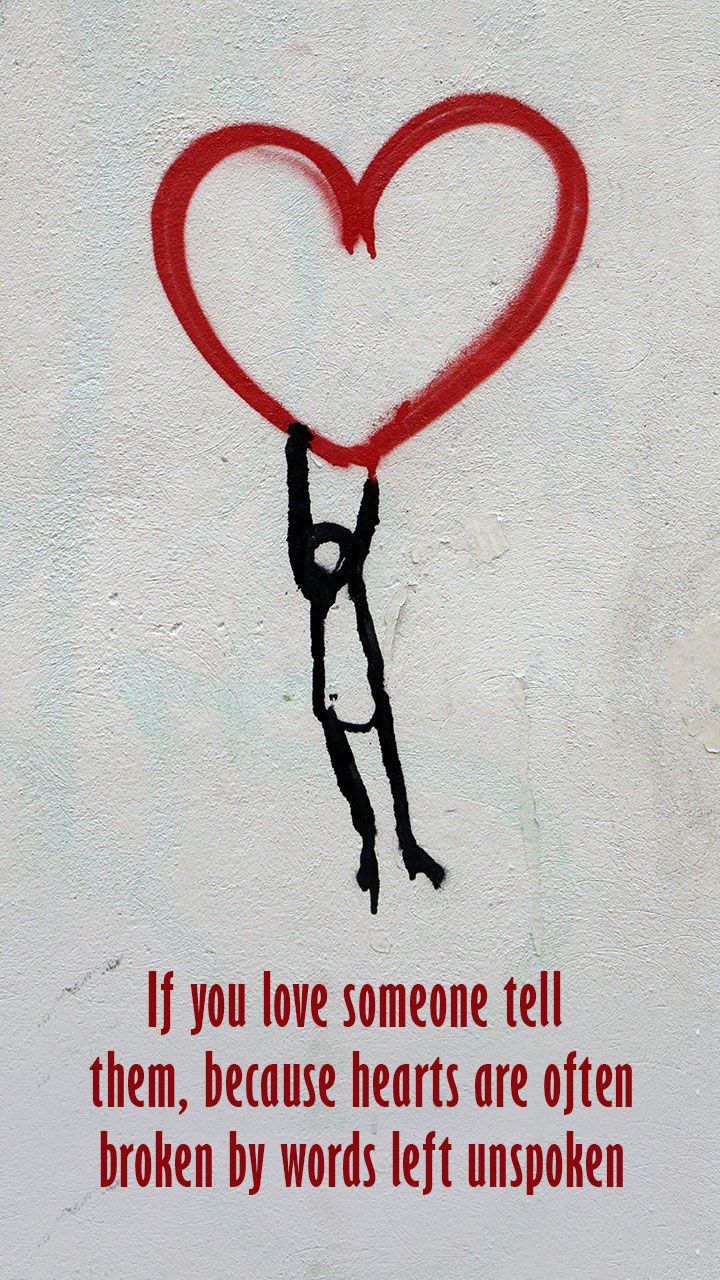 If you love someone tell
them, because hearts are often
broken by words left unspoken